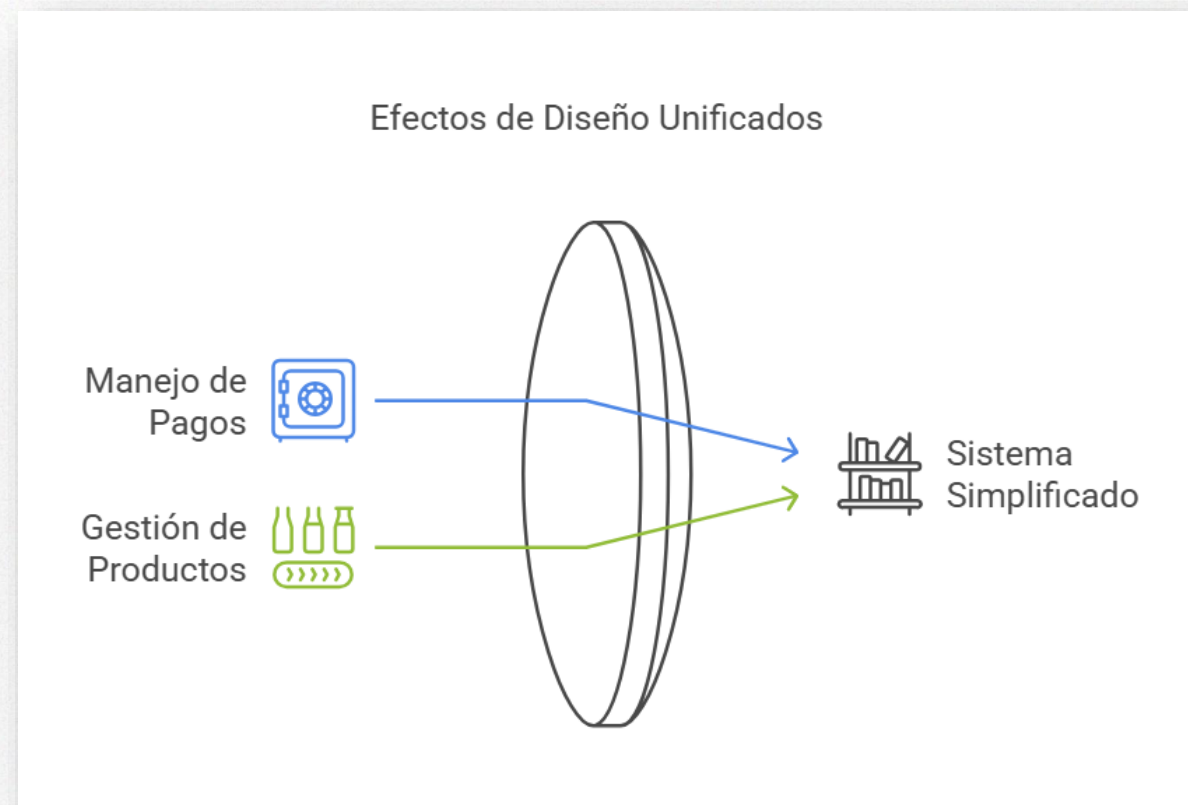 Efectos de Diseño Unificados
Manejo de
Pagos
Gestión de
Productos
Sistema
Simplificado